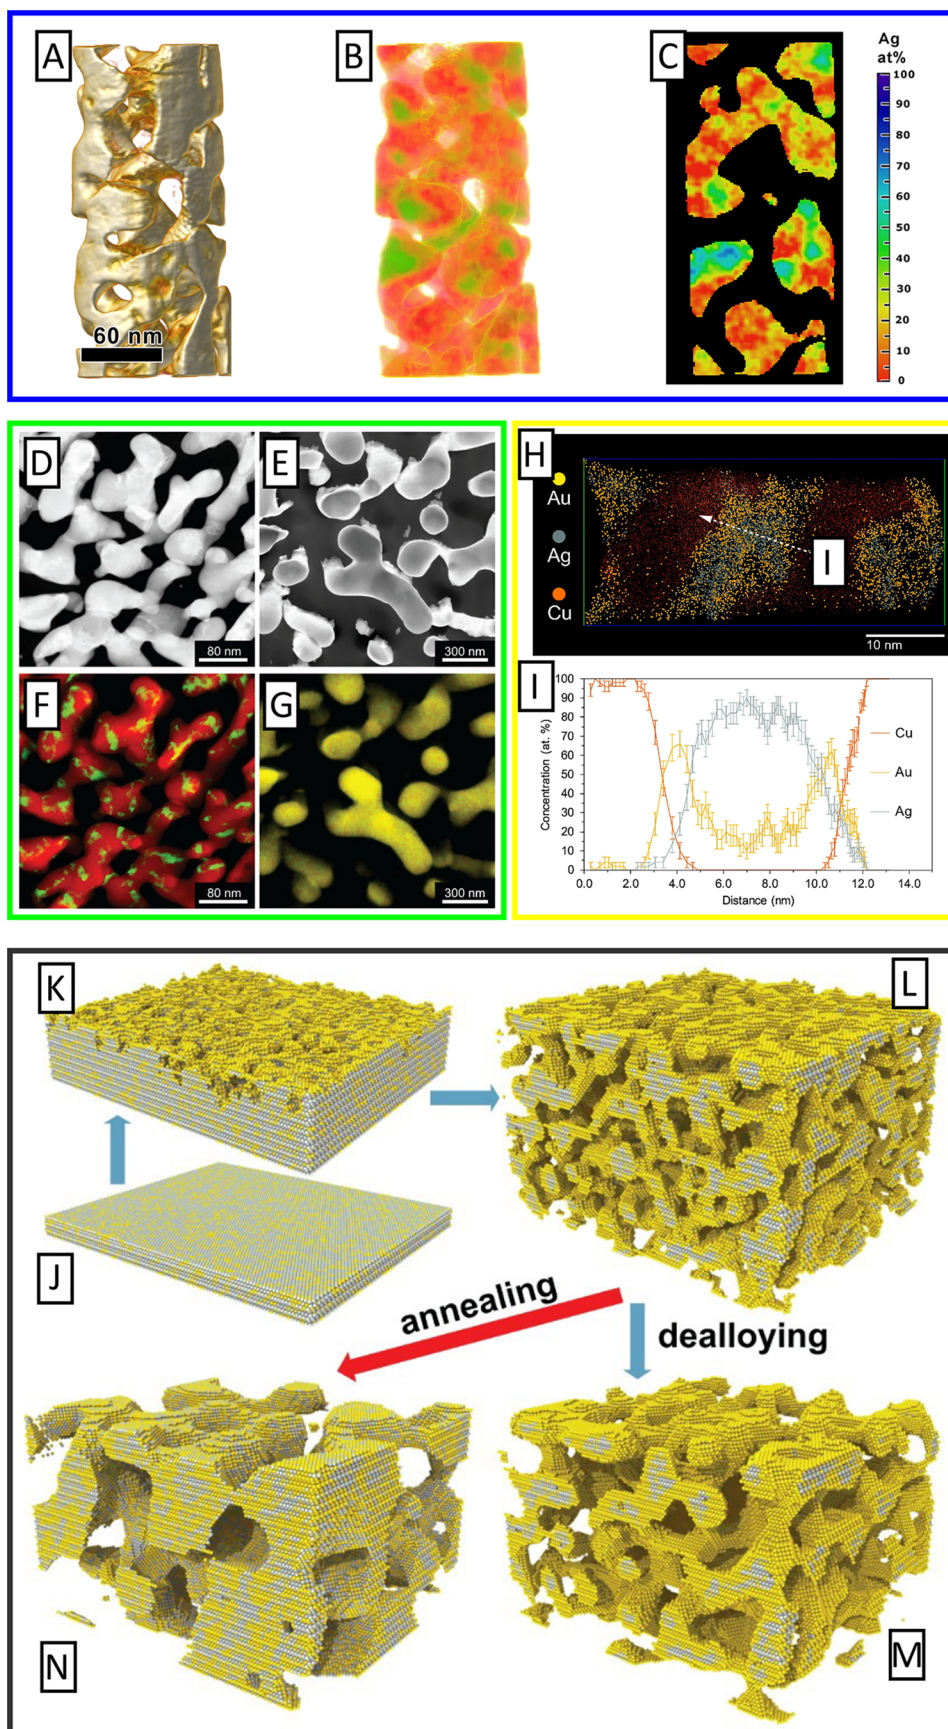 A
B
C
Ag
at%
100
90
80
70
60
50
40
30
20
10
0
60 nm
D
E
80 nm
300 nm
F
G
80 nm
300 nm
H
Au
Ag
Cu
I
10 nm
I
Concentration (at. %)
100
90
80
70
60
50
40
30
20
10
0
Cu
Au
Ag
0.0 2.0 4.0 6.0 8.0 10.0 12.0 14.0
Distance (nm)
K
L
J
annealing
dealloying
N
M